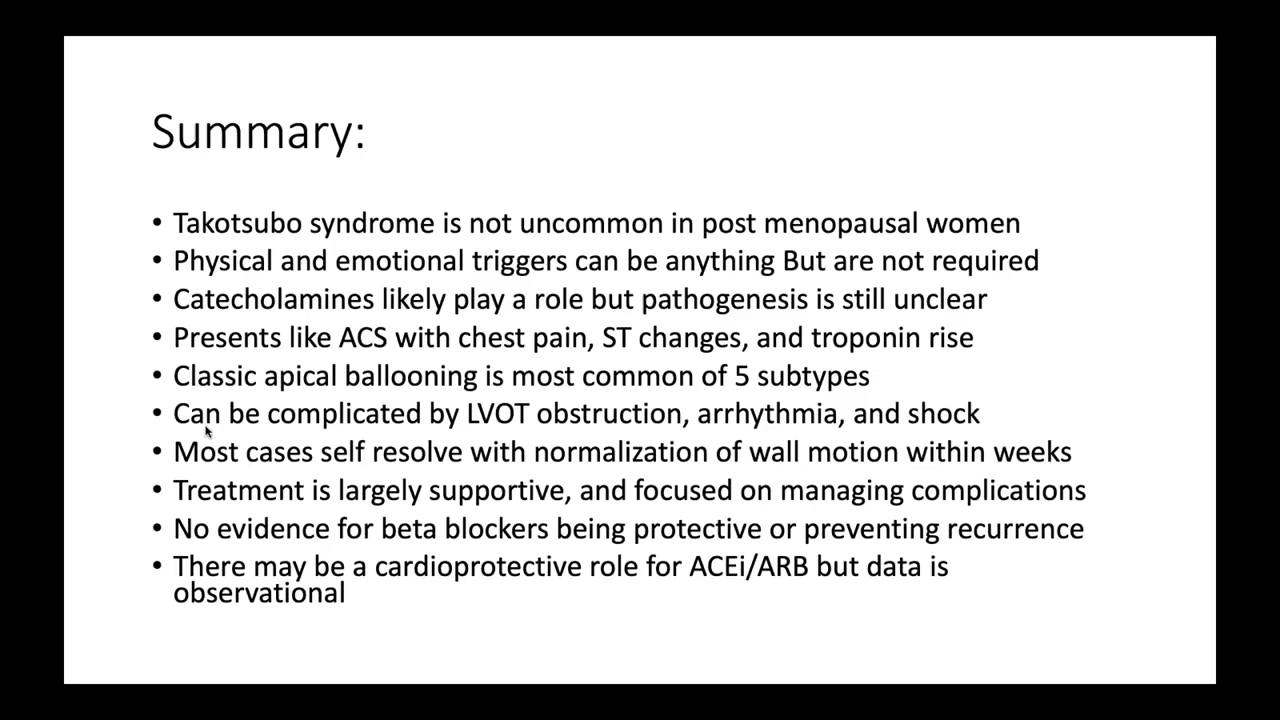 Summary:
• Takotsubo syndrome is not uncommon in post menopausal women
• Physical and emotional triggers can be anything But are not required
• Catecholamines likely play a role but pathogenesis is still unclear
• Presents like ACS with chest pain, ST changes, and troponin rise
• Classic apical ballooning is most common of 5 subtypes
• Can be complicated by LVOT obstruction, arrhythmia, and shock
• Most cases self resolve with normalization of wall motion within weeks
• Treatment is largely supportive, and focused on managing complications
• No evidence for beta blockers being protective or preventing recurrence
• There may be a cardioprotective role for ACEi/ARB but data is
observational